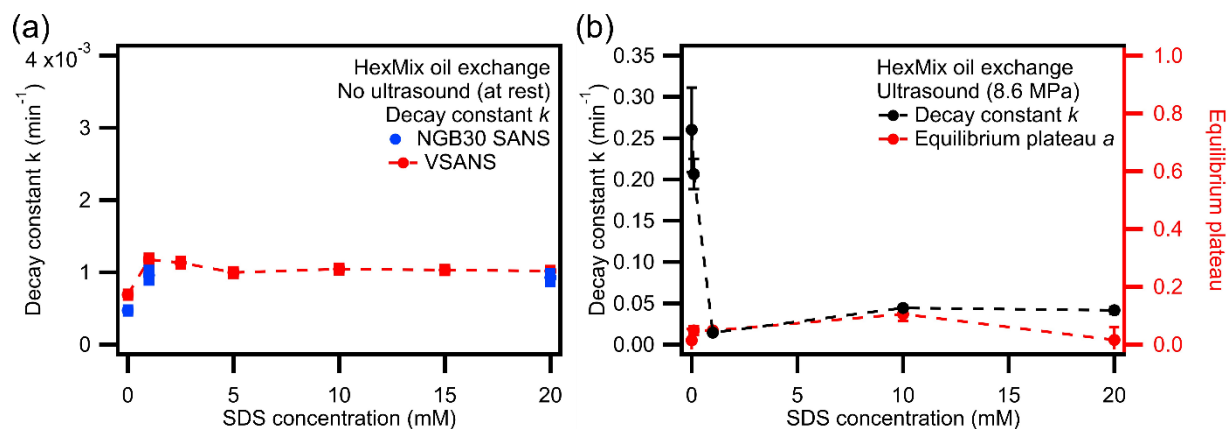 (a)
4 x10⁻³
3
2
1
0
Decay constant k (min⁻¹)
HexMix oil exchange
No ultrasound (at rest)
Decay constant k
NGB30 SANS
VSANS
0
5
10
15
20
SDS concentration (mM)
(b)
0.35
0.30
0.25
0.20
0.15
0.10
0.05
0.00
Decay constant k (min⁻¹)
HexMix oil exchange
Ultrasound (8.6 MPa)
Decay constant k
Equilibrium plateau a
1.0
0.8
0.6
0.4
0.2
0.0
Equilibrium plateau
0
5
10
15
20
SDS concentration (mM)